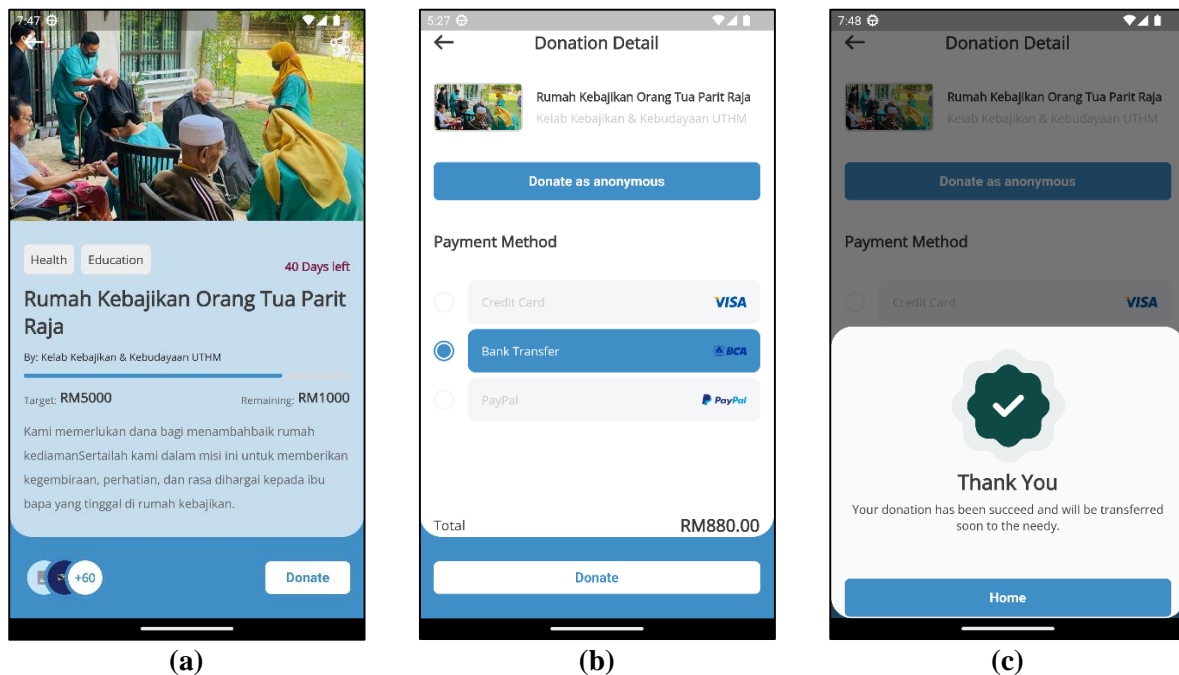 7:47
Health
Education
40 Days left
Rumah Kebajikan Orang Tua Parit
Raja
By: Kelab Kebajikan & Kebudayaan UTHM
Target: RM5000
Remaining: RM1000
Kami memerlukan dana bagi menambahbaik rumah
kediamanSertailah kami dalam misi ini untuk memberikan
kegembiraan, perhatian, dan rasa dihargai kepada ibu
bapa yang tinggal di rumah kebajikan.
+60
Donate
(a)
5:27
Donation Detail
Rumah Kebajikan Orang Tua Parit Raja
Kelab Kebajikan & Kebudayaan UTHM
Donate as anonymous
Payment Method
Credit Card
VISA
Bank Transfer
BCA
PayPal
PayPal
Total
RM880.00
Donate
(b)
7:48
Donation Detail
Rumah Kebajikan Orang Tua Parit Raja
Kelab Kebajikan & Kebudayaan UTHM
Donate as anonymous
Payment Method
Credit Card
VISA
Thank You
Your donation has been succeed and will be transferred
soon to the needy.
Home
(c)